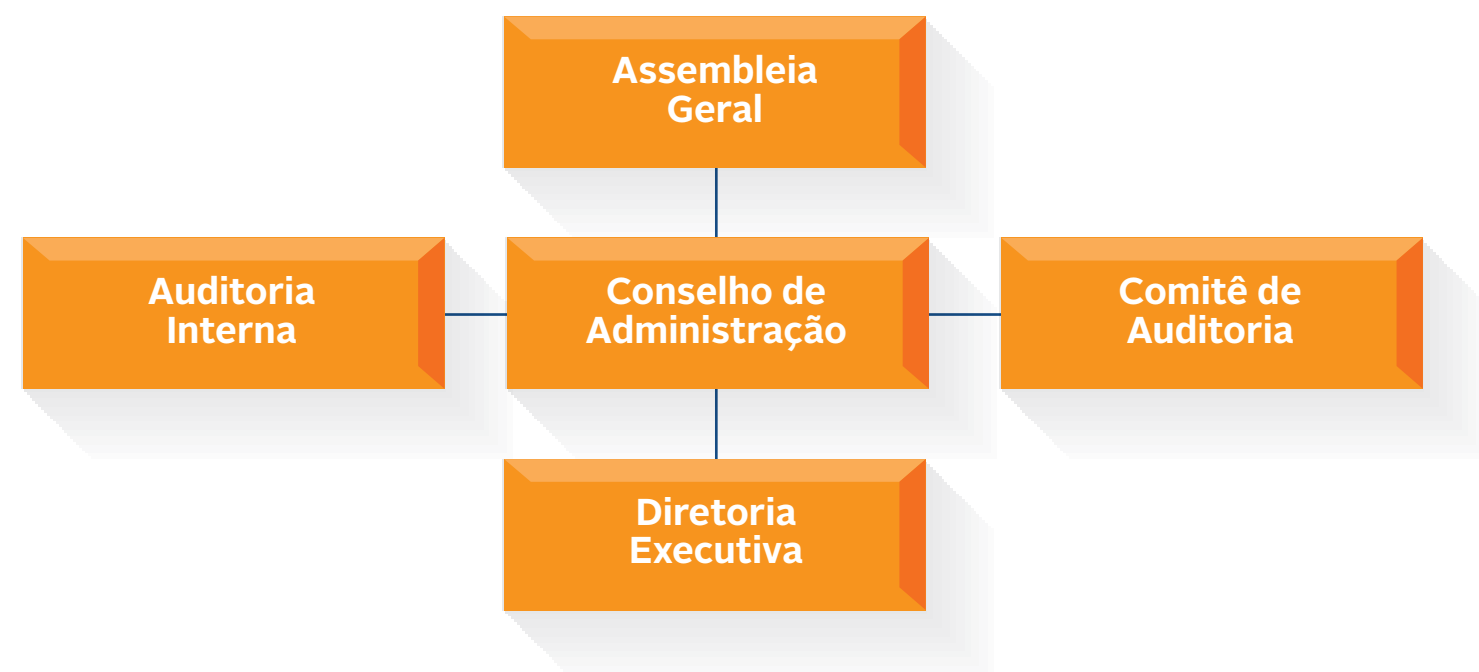 Assembleia
Geral
Auditoria
Interna
Conselho de
Administração
Comitê de
Auditoria
Diretoria
Executiva